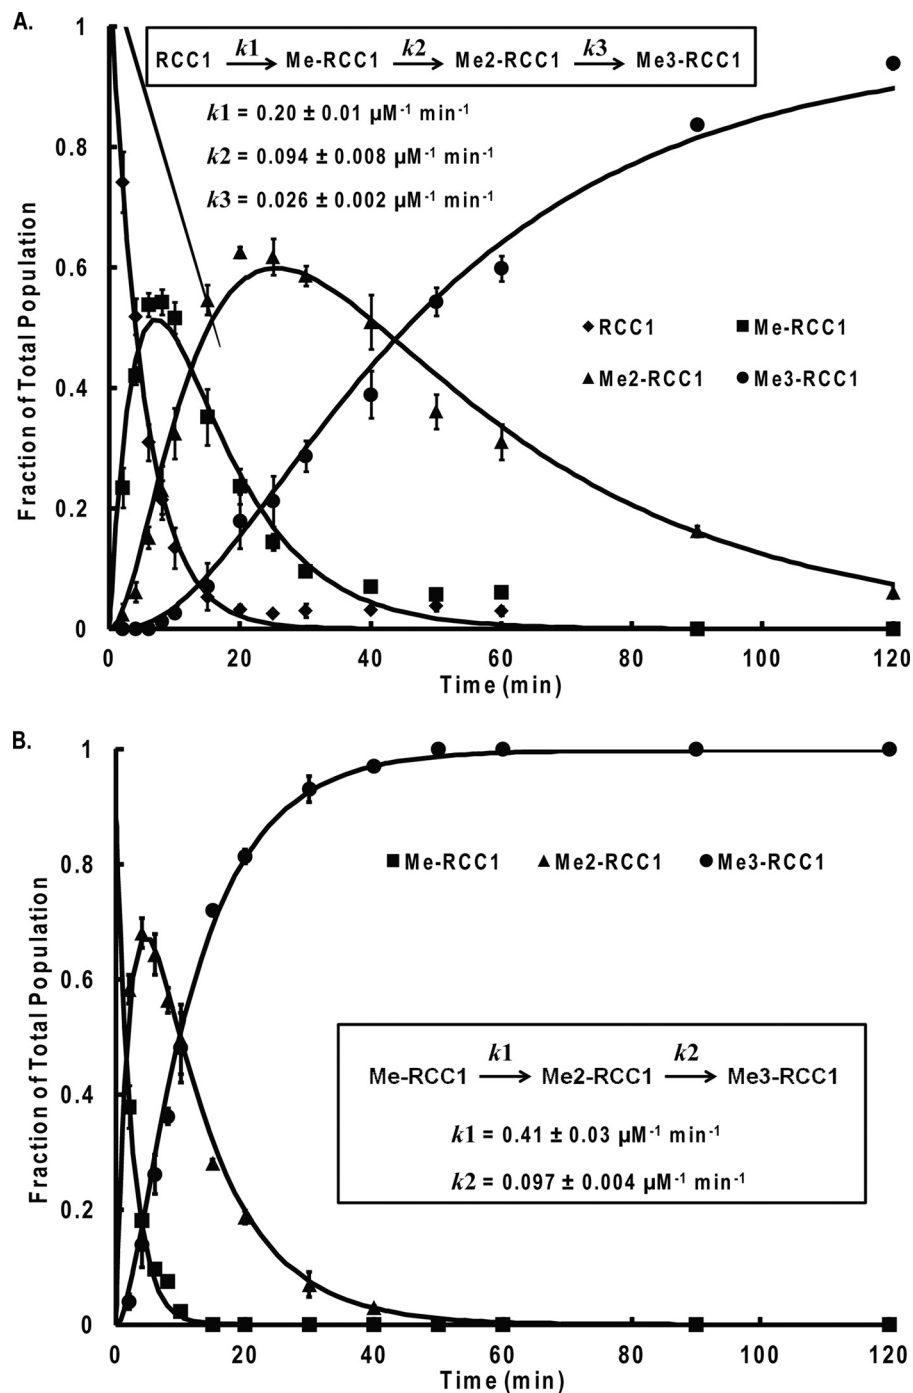 A.
1
RCC1 k1 Me-RCC1 k2 Me2-RCC1 k3 Me3-RCC1
k1 = 0.20 ± 0.01 µM⁻¹ min⁻¹
k2 = 0.094 ± 0.008 µM⁻¹ min⁻¹
k3 = 0.026 ± 0.002 µM⁻¹ min⁻¹
0.8
0.6
RCC1 Me-RCC1
Me2-RCC1 Me3-RCC1
0.4
0.2
0
Fraction of Total Population
0 20 40 60 80 100 120
Time (min)
B.
1
Me-RCC1 Me2-RCC1 Me3-RCC1
0.8
0.6
Me-RCC1 k1 Me2-RCC1 k2 Me3-RCC1
k1 = 0.41 ± 0.03 µM⁻¹ min⁻¹
k2 = 0.097 ± 0.004 µM⁻¹ min⁻¹
0.4
0.2
0
Fraction of Total Population
0 20 40 60 80 100 120
Time (min)